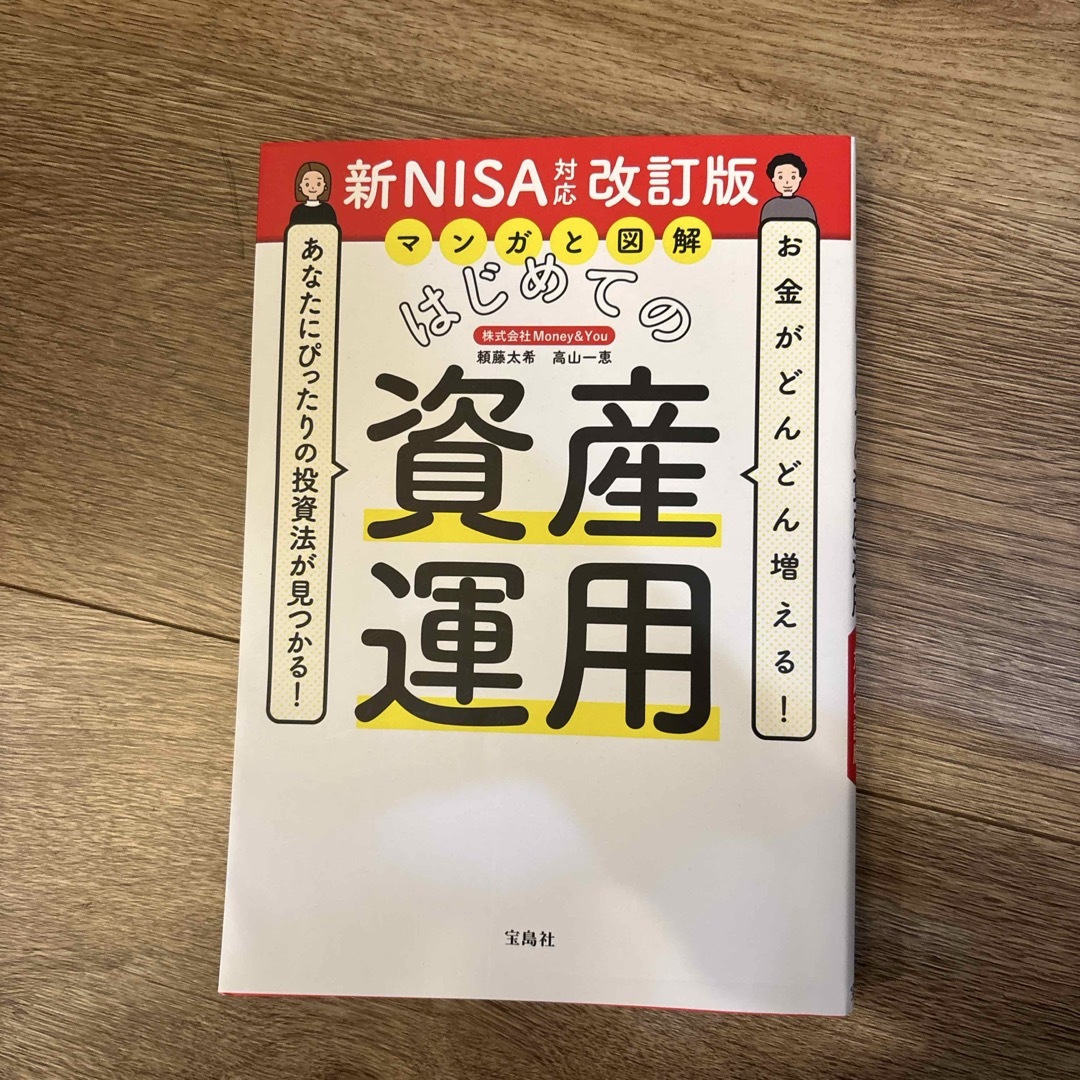 新NISA対応改訂版
マンガと図解
はじめての
株式会社Money&You
頼藤太希 高山一恵
資産
運用
お金がどんどん増える!
あなたにぴったりの投資法が見つかる!
宝島社